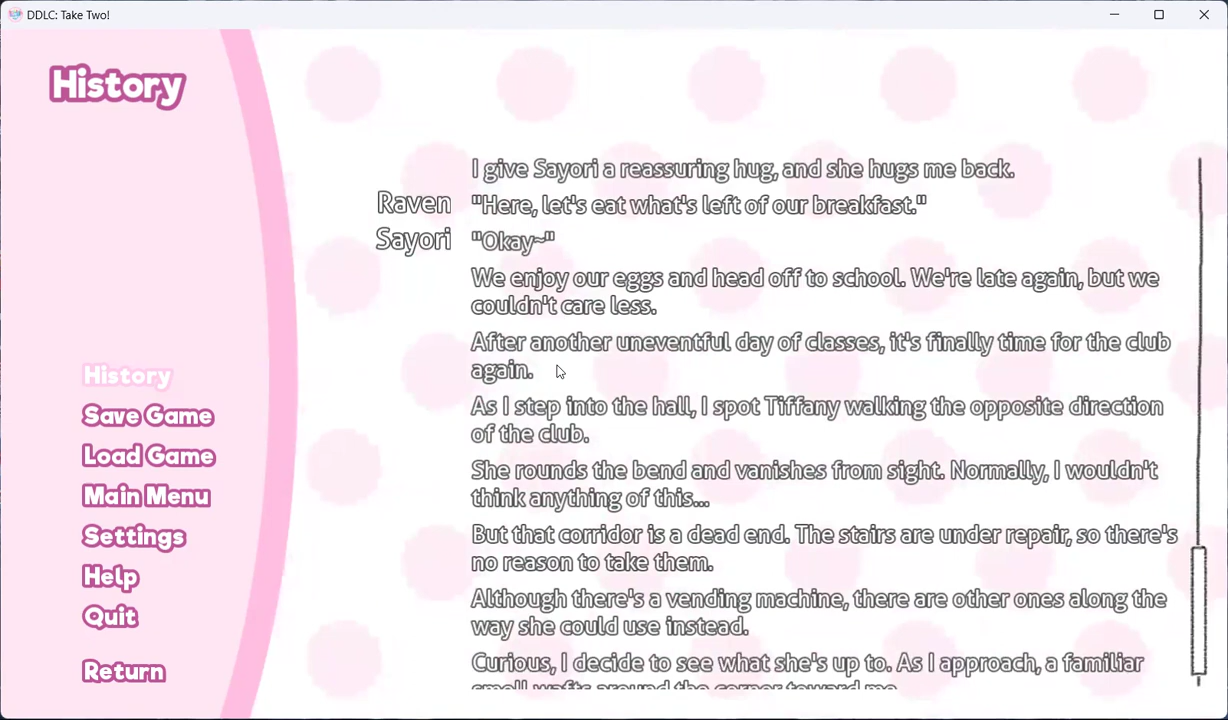 DDLC: Take Two!
History
I give Sayori a reassuring hug, and she hugs me back.
Raven "Here, let's eat what's left of our breakfast."
Sayori "Okay~"
We enjoy our eggs and head off to school. We're late again, but we
couldn't care less.
After another uneventful day of classes, it's finally time for the club
again.
As I step into the hall, I spot Tiffany walking the opposite direction
of the club.
She rounds the bend and vanishes from sight. Normally, I wouldn't
think anything of this...
But that corridor is a dead end. The stairs are under repair, so there's
no reason to take them.
Although there's a vending machine, there are other ones along the
way she could use instead.
Curious, I decide to see what she's up to. As I approach, a familiar
smell wafts around the corner toward me.
History
Save Game
Load Game
Main Menu
Settings
Help
Quit
Return